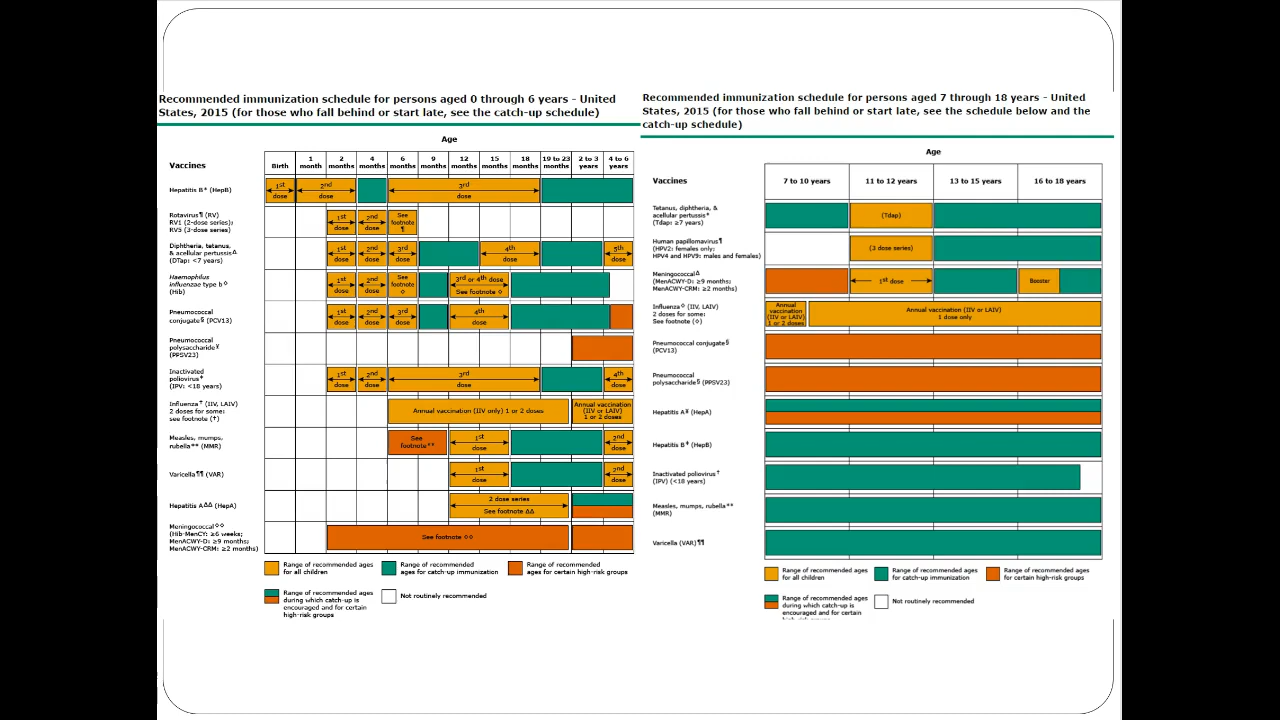 Recommended immunization schedule for persons aged 0 through 6 years - United
States, 2015 (for those who fall behind or start late, see the catch-up schedule)
Age
Vaccines
Birth
1 month
2 months
4 months
6 months
9 months
12 months
15 months
18 months
19 to 23 months
2 to 3 years
4 to 6 years
Hepatitis B* (HepB)
1st dose
2nd dose
3rd dose
Rotavirus¶ (RV)
RV1 (2-dose series);
RV5 (3-dose series)
1st dose
2nd dose
See footnote ¶
Diphtheria, tetanus,
& acellular pertussisΔ
(DTap: <7 years)
1st dose
2nd dose
3rd dose
4th dose
5th dose
Haemophilus
influenzae type b◊
(Hib)
1st dose
2nd dose
See footnote ◊
3rd or 4th dose
See footnote ◊
Pneumococcal
conjugate§ (PCV13)
1st dose
2nd dose
3rd dose
4th dose
Pneumococcal
polysaccharide¥
(PPSV23)
Inactivated
poliovirus‡
(IPV: <18 years)
1st dose
2nd dose
3rd dose
4th dose
Influenza† (IIV, LAIV)
2 doses for some:
see footnote (†)
Annual vaccination (IIV only) 1 or 2 doses
Annual vaccination
(IIV or LAIV)
1 or 2 doses
Measles, mumps,
rubella** (MMR)
See
footnote**
1st dose
2nd dose
Varicella¶¶ (VAR)
1st dose
2nd dose
Hepatitis AΔΔ (HepA)
2 dose series
See footnote ΔΔ
Meningococcal◊◊
(Hib-MenCY: ≥6 weeks;
MenACWY-D: ≥9 months;
MenACWY-CRM: ≥2 months)
See footnote ◊◊
Range of recommended ages
for all children
Range of recommended
ages for catch-up immunization
Range of recommended
ages for certain high-risk groups
Range of recommended ages
during which catch-up is
encouraged and for certain
high-risk groups
Not routinely recommended
Recommended immunization schedule for persons aged 7 through 18 years - United
States, 2015 (for those who fall behind or start late, see the schedule below and the
catch-up schedule)
Age
Vaccines
7 to 10 years
11 to 12 years
13 to 15 years
16 to 18 years
Tetanus, diphtheria, &
acellular pertussis*
(Tdap: ≥7 years)
(Tdap)
Human papillomavirus¶
(HPV2: females only;
HPV4 and HPV9: males and females)
(3 dose series)
MeningococcalΔ
(MenACWY-D: ≥9 months;
MenACWY-CRM: ≥2 months)
1st dose
Booster
Influenza◊ (IIV, LAIV)
2 doses for some:
See footnote (◊)
Annual
vaccination
(IIV or LAIV)
1 or 2 doses
Annual vaccination (IIV or LAIV)
1 dose only
Pneumococcal conjugate§
(PCV13)
Pneumococcal
polysaccharide§ (PPSV23)
Hepatitis A¥ (HepA)
Hepatitis B‡ (HepB)
Inactivated poliovirus†
(IPV) (<18 years)
Measles, mumps, rubella**
(MMR)
Varicella (VAR)¶¶
Range of recommended ages
for all children
Range of recommended ages
for catch-up immunization
Range of recommended ages
for certain high-risk groups
Range of recommended ages
during which catch-up is
encouraged and for certain
Not routinely recommended